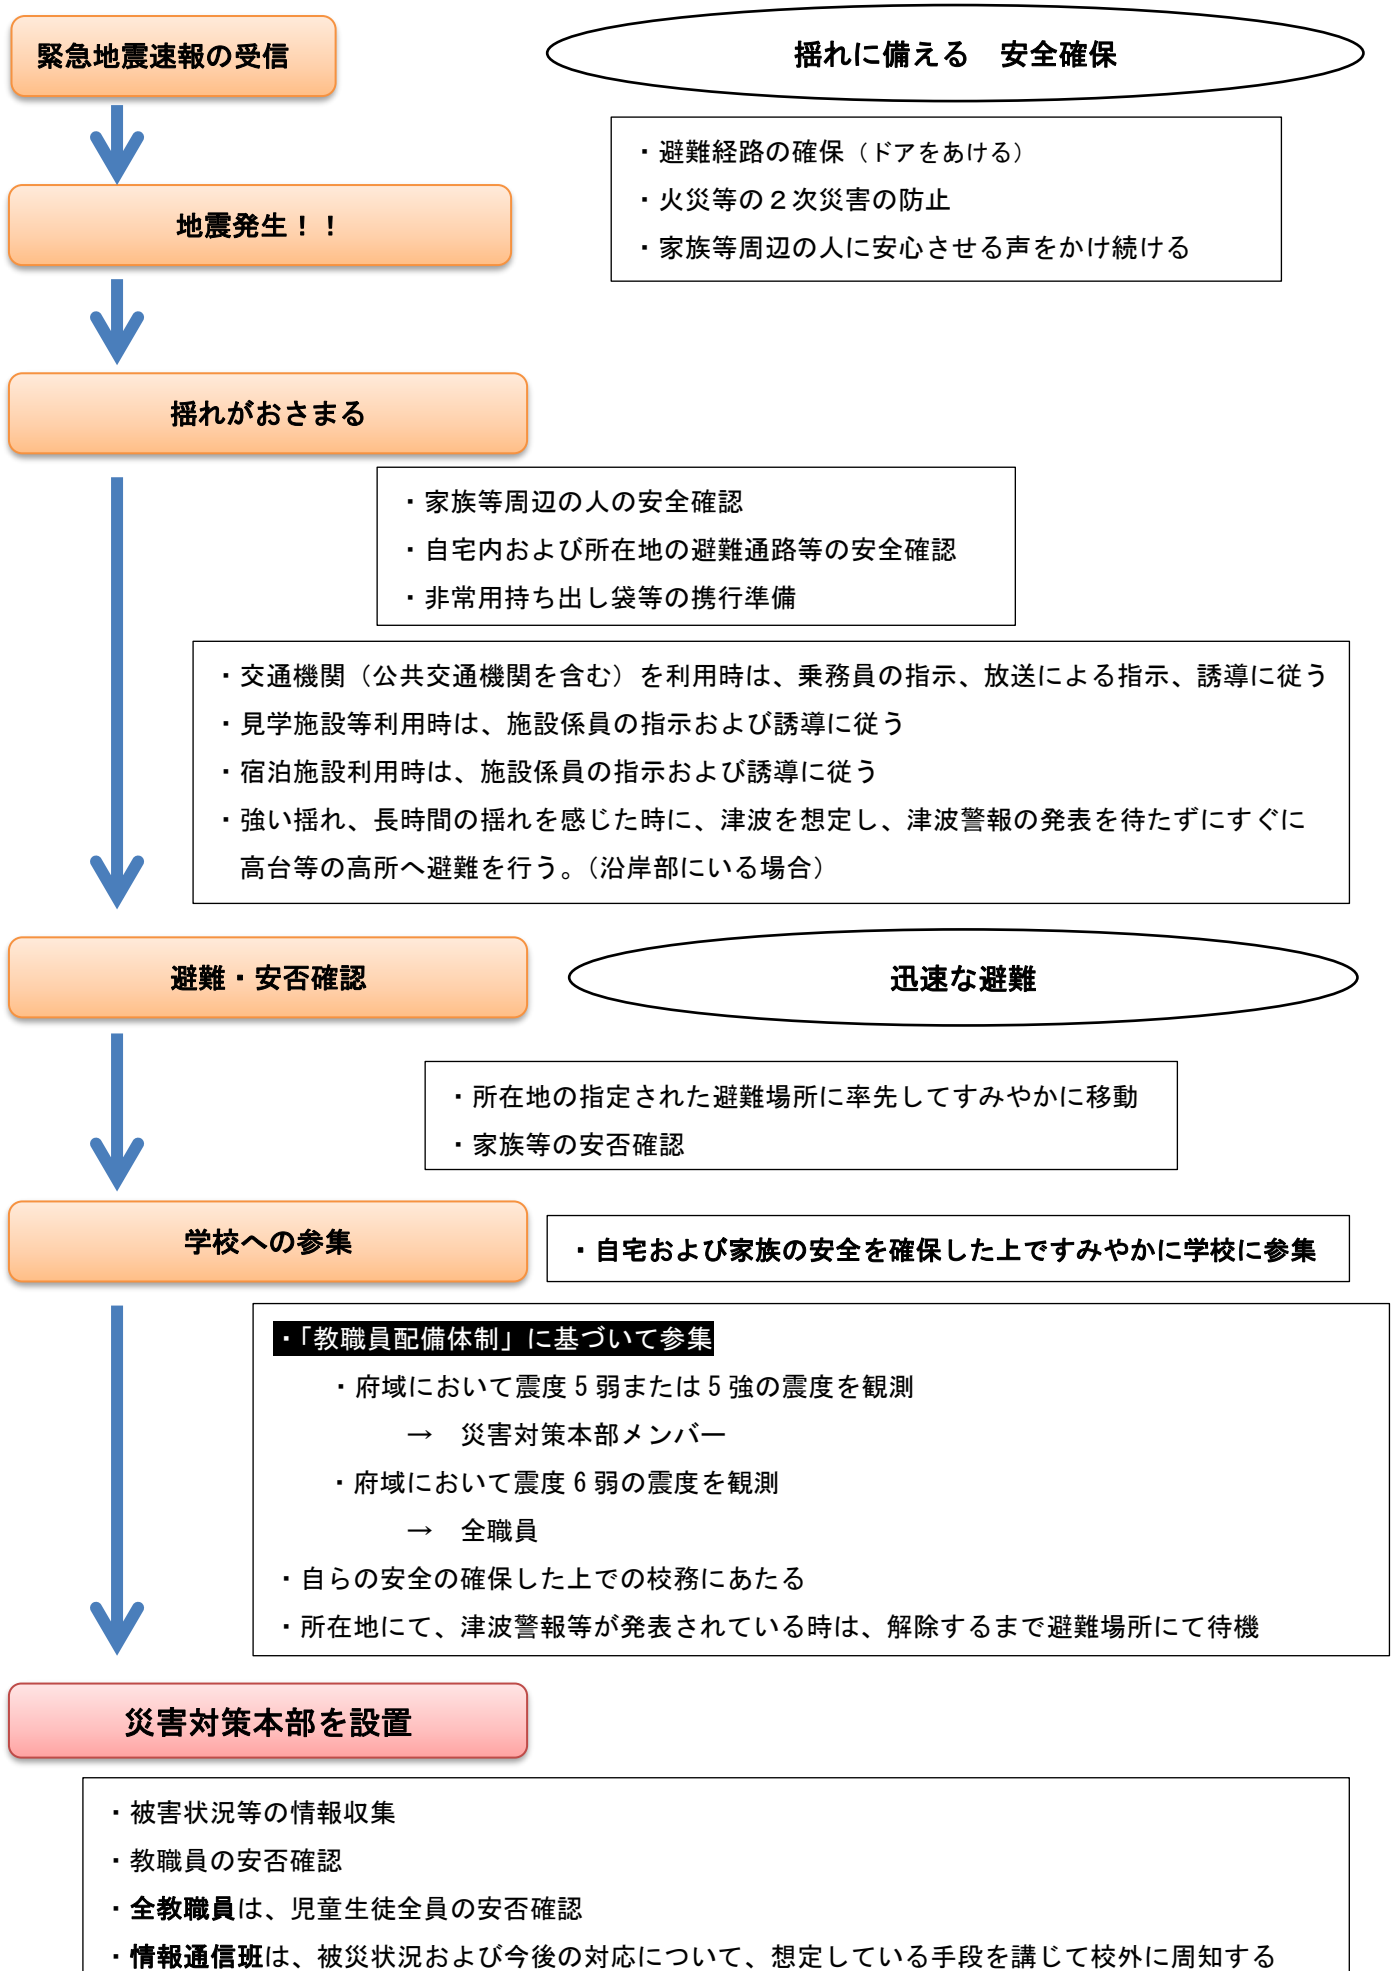 緊急地震速報の受信
揺れに備える　安全確保
・避難経路の確保（ドアをあける）
・火災等の２次災害の防止
・家族等周辺の人に安心させる声をかけ続ける
地震発生！！
揺れがおさまる
・家族等周辺の人の安全確認
・自宅内および所在地の避難通路等の安全確認
・非常用持ち出し袋等の携行準備
・交通機関（公共交通機関を含む）を利用時は、乗務員の指示、放送による指示、誘導に従う
・見学施設等利用時は、施設係員の指示および誘導に従う
・宿泊施設利用時は、施設係員の指示および誘導に従う
・強い揺れ、長時間の揺れを感じた時に、津波を想定し、津波警報の発表を待たずにすぐに
高台等の高所へ避難を行う。（沿岸部にいる場合）
避難・安否確認
迅速な避難
・所在地の指定された避難場所に率先してすみやかに移動
・家族等の安否確認
学校への参集
・自宅および家族の安全を確保した上ですみやかに学校に参集
・「教職員配備体制」に基づいて参集
・府域において震度5弱または5強の震度を観測
→　災害対策本部メンバー
・府域において震度6弱の震度を観測
→　全職員
・自らの安全の確保した上での校務にあたる
・所在地にて、津波警報等が発表されている時は、解除するまで避難場所にて待機
災害対策本部を設置
・被害状況等の情報収集
・教職員の安否確認
・全教職員は、児童生徒全員の安否確認
・情報通信班は、被災状況および今後の対応について、想定している手段を講じて校外に周知する